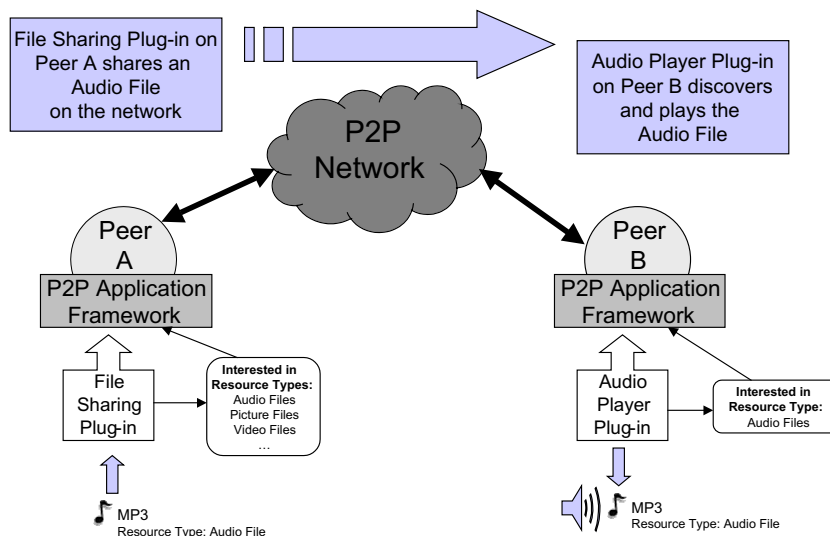 File Sharing Plug-in on
Peer A shares an
Audio File
on the network
Audio Player Plug-in
on Peer B discovers
and plays the
Audio File
P2P
Network
Peer
A
P2P Application
Framework
Peer
B
P2P Application
Framework
File
Sharing
Plug-in
Interested in
Resource Types:
Audio Files
Picture Files
Video Files
...
Audio
Player
Plug-in
Interested in
Resource Type:
Audio Files
MP3
Resource Type: Audio File
MP3
Resource Type: Audio File